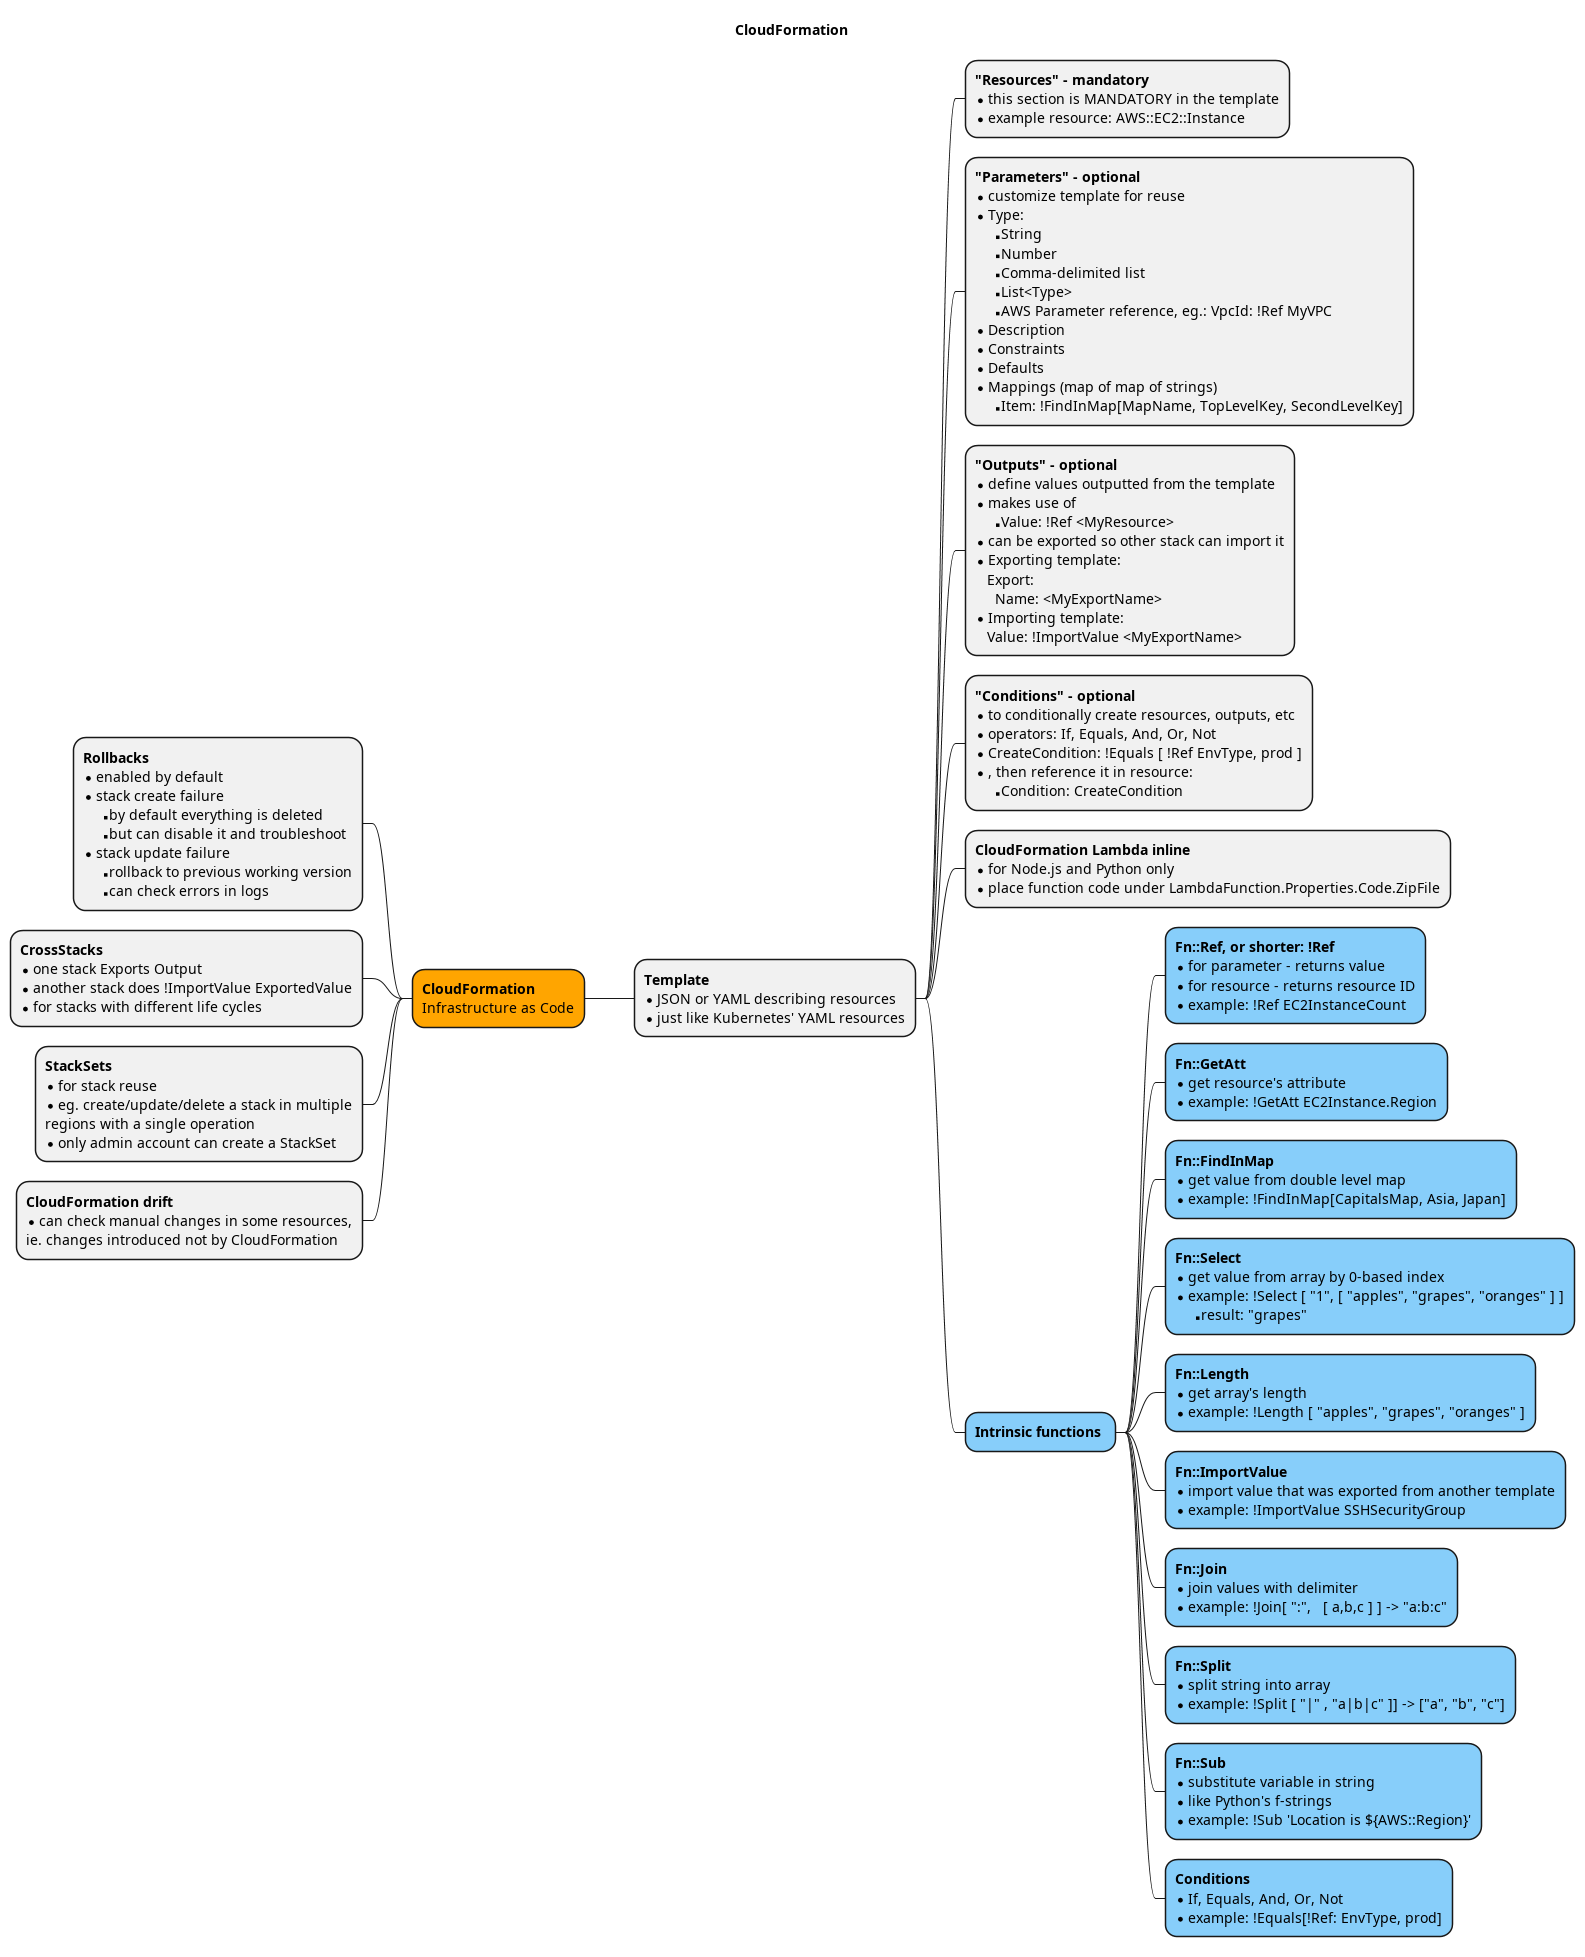 CloudFormation
"Resources" - mandatory
• this section is MANDATORY in the template
• example resource: AWS::EC2::Instance
"Parameters" - optional
• customize template for reuse
• Type:
▪ String
▪ Number
▪ Comma-delimited list
▪ List<Type>
▪ AWS Parameter reference, eg.: VpcId: !Ref MyVPC
• Description
• Constraints
• Defaults
• Mappings (map of map of strings)
▪ Item: !FindInMap[MapName, TopLevelKey, SecondLevelKey]
"Outputs" - optional
• define values outputted from the template
• makes use of
▪ Value: !Ref <MyResource>
• can be exported so other stack can import it
• Exporting template:
Export:
Name: <MyExportName>
• Importing template:
Value: !ImportValue <MyExportName>
"Conditions" - optional
• to conditionally create resources, outputs, etc
• operators: If, Equals, And, Or, Not
• CreateCondition: !Equals [ !Ref EnvType, prod ]
• , then reference it in resource:
▪ Condition: CreateCondition
CloudFormation Lambda inline
• for Node.js and Python only
• place function code under LambdaFunction.Properties.Code.ZipFile
Rollbacks
• enabled by default
• stack create failure
▪ by default everything is deleted
▪ but can disable it and troubleshoot
• stack update failure
▪ rollback to previous working version
▪ can check errors in logs
CrossStacks
• one stack Exports Output
• another stack does !ImportValue ExportedValue
• for stacks with different life cycles
StackSets
• for stack reuse
• eg. create/update/delete a stack in multiple
regions with a single operation
• only admin account can create a StackSet
CloudFormation drift
• can check manual changes in some resources,
ie. changes introduced not by CloudFormation
CloudFormation
Infrastructure as Code
Template
• JSON or YAML describing resources
• just like Kubernetes' YAML resources
Intrinsic functions
Fn::Ref, or shorter: !Ref
• for parameter - returns value
• for resource - returns resource ID
• example: !Ref EC2InstanceCount
Fn::GetAtt
• get resource's attribute
• example: !GetAtt EC2Instance.Region
Fn::FindInMap
• get value from double level map
• example: !FindInMap[CapitalsMap, Asia, Japan]
Fn::Select
• get value from array by 0-based index
• example: !Select [ "1", [ "apples", "grapes", "oranges" ] ]
▪ result: "grapes"
Fn::Length
• get array's length
• example: !Length [ "apples", "grapes", "oranges" ]
Fn::ImportValue
• import value that was exported from another template
• example: !ImportValue SSHSecurityGroup
Fn::Join
• join values with delimiter
• example: !Join[ ":",   [ a,b,c ] ] -> "a:b:c"
Fn::Split
• split string into array
• example: !Split [ "|" , "a|b|c" ]] -> ["a", "b", "c"]
Fn::Sub
• substitute variable in string
• like Python's f-strings
• example: !Sub 'Location is ${AWS::Region}'
Conditions
• If, Equals, And, Or, Not
• example: !Equals[!Ref: EnvType, prod]